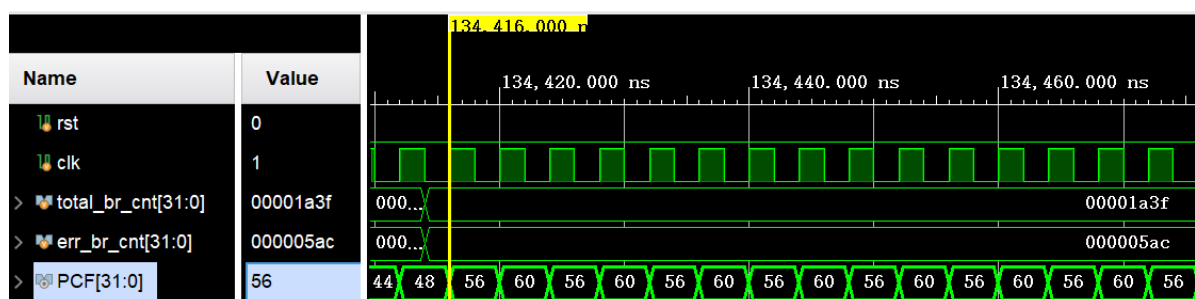 134,416.000 n
Name Value
134,420.000 ns 134,440.000 ns 134,460.000 ns
rst 0
clk 1
total_br_cnt[31:0] 00001a3f 000... 00001a3f
err_br_cnt[31:0] 000005ac 000... 000005ac
PCF[31:0] 56 44 48 56 60 56 60 56 60 56 60 56 60 56 60 56 60 56